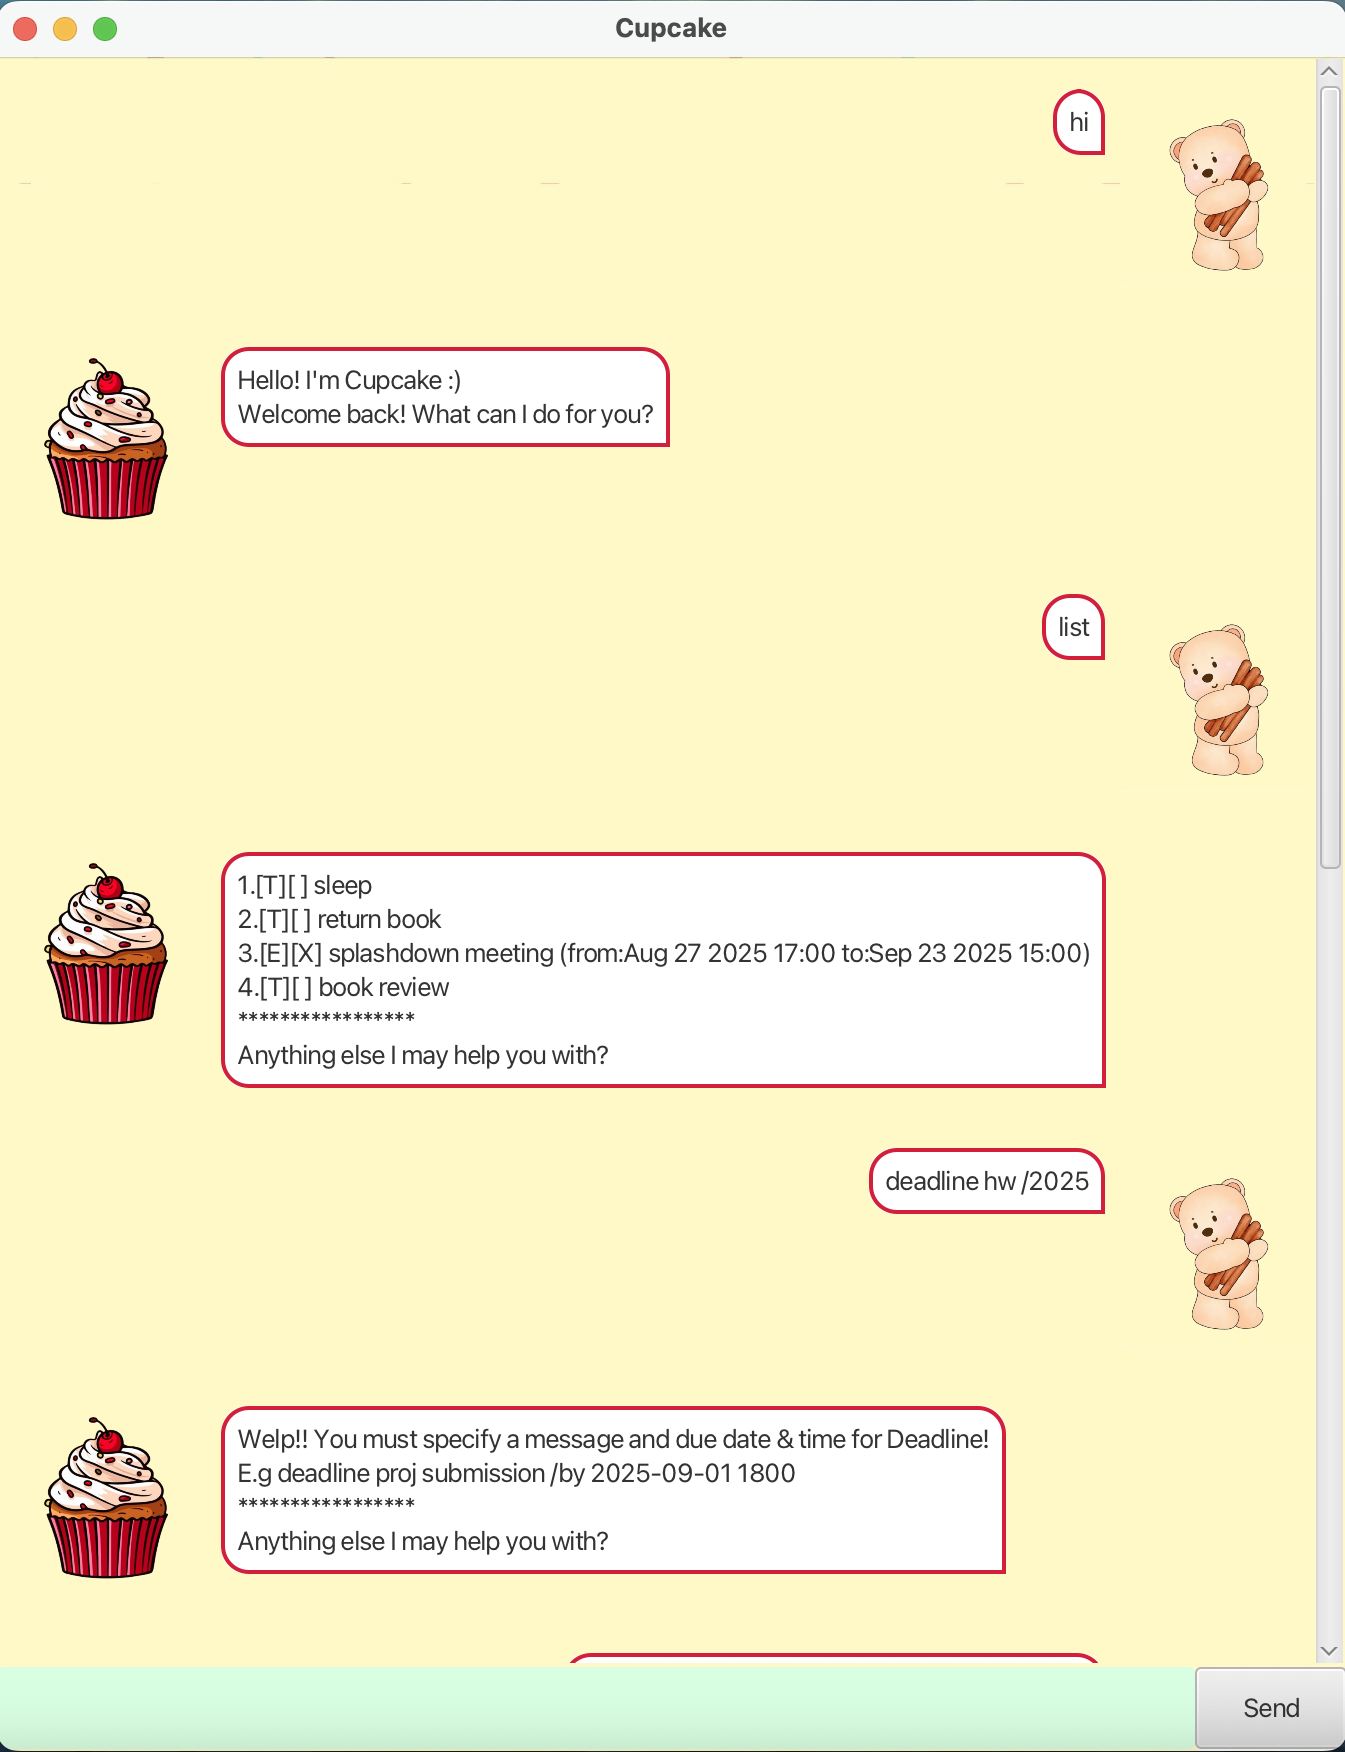 Cupcake
hi
Hello! I'm Cupcake :)
Welcome back! What can I do for you?
list
1.[T][ ] sleep
2.[T][ ] return book
3.[E][X] splashdown meeting (from:Aug 27 2025 17:00 to:Sep 23 2025 15:00)
4.[T][ ] book review
*****************
Anything else I may help you with?
deadline hw /2025
Welp!! You must specify a message and due date & time for Deadline!
E.g deadline proj submission /by 2025-09-01 1800
*****************
Anything else I may help you with?
Send